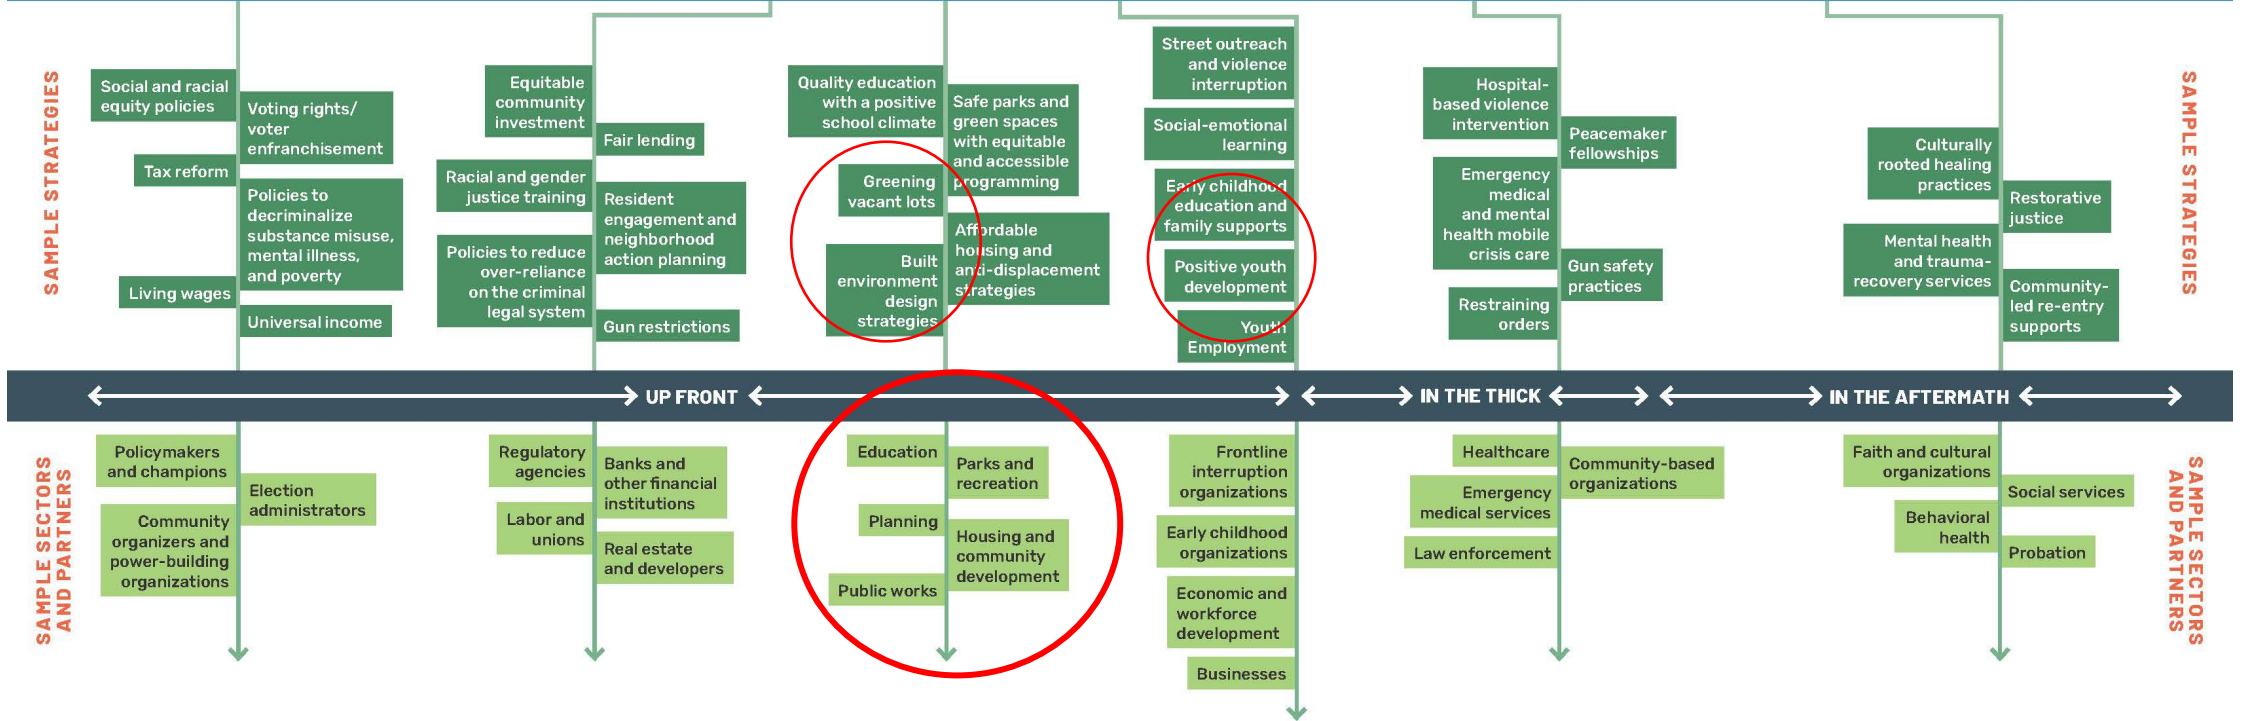 SAMPLE STRATEGIES
Social and racial
equity policies
Voting rights/
voter
enfranchisement
Tax reform
Policies to
decriminalize
substance misuse,
mental illness,
and poverty
Living wages
Universal income
Equitable
community
investment
Fair lending
Racial and gender
justice training
Resident
engagement and
neighborhood
action planning
Policies to reduce
over-reliance
on the criminal
legal system
Gun restrictions
Quality education
with a positive
school climate
Safe parks and
green spaces
with equitable
and accessible
programming
Greening
vacant lots
Affordable
housing and
anti-displacement
strategies
Built
environment
design
strategies
Street outreach
and violence
interruption
Social-emotional
learning
Early childhood
education and
family supports
Positive youth
development
Youth
Employment
Hospital-
based violence
intervention
Peacemaker
fellowships
Emergency
medical
and mental
health mobile
crisis care
Gun safety
practices
Restraining
orders
Culturally
rooted healing
practices
Restorative
justice
Mental health
and trauma-
recovery services
Community-
led re-entry
supports
SAMPLE STRATEGIES
UP FRONT
IN THE THICK
IN THE AFTERMATH
SAMPLE SECTORS
AND PARTNERS
Policymakers
and champions
Election
administrators
Community
organizers and
power-building
organizations
Regulatory
agencies
Banks and
other financial
institutions
Labor and
unions
Real estate
and developers
Education
Parks and
recreation
Planning
Housing and
community
development
Public works
Frontline
interruption
organizations
Early childhood
organizations
Economic and
workforce
development
Businesses
Healthcare
Community-based
organizations
Emergency
medical services
Law enforcement
Faith and cultural
organizations
Social services
Behavioral
health
Probation
SAMPLE SECTORS
AND PARTNERS